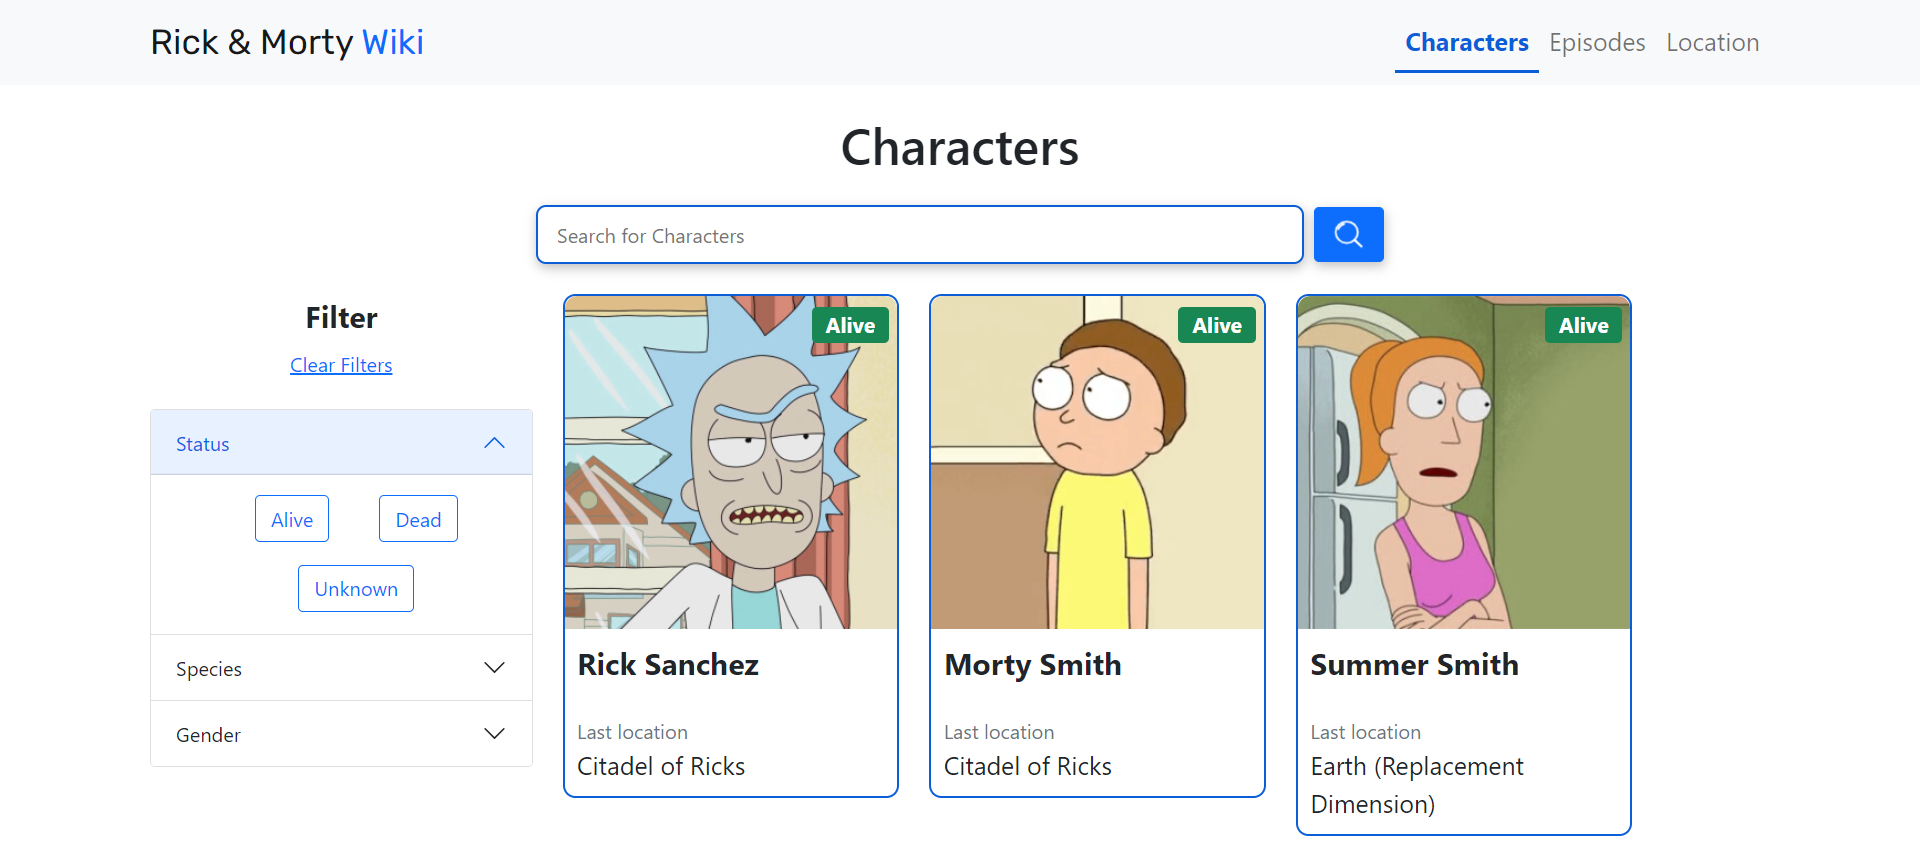 Rick & Morty Wiki
Characters Episodes Location
Characters
Search for Characters
Filter
Clear Filters
Status
Alive Dead
Unknown
Species
Gender
Alive
Rick Sanchez
Last location
Citadel of Ricks
Alive
Morty Smith
Last location
Citadel of Ricks
Alive
Summer Smith
Last location
Earth (Replacement
Dimension)